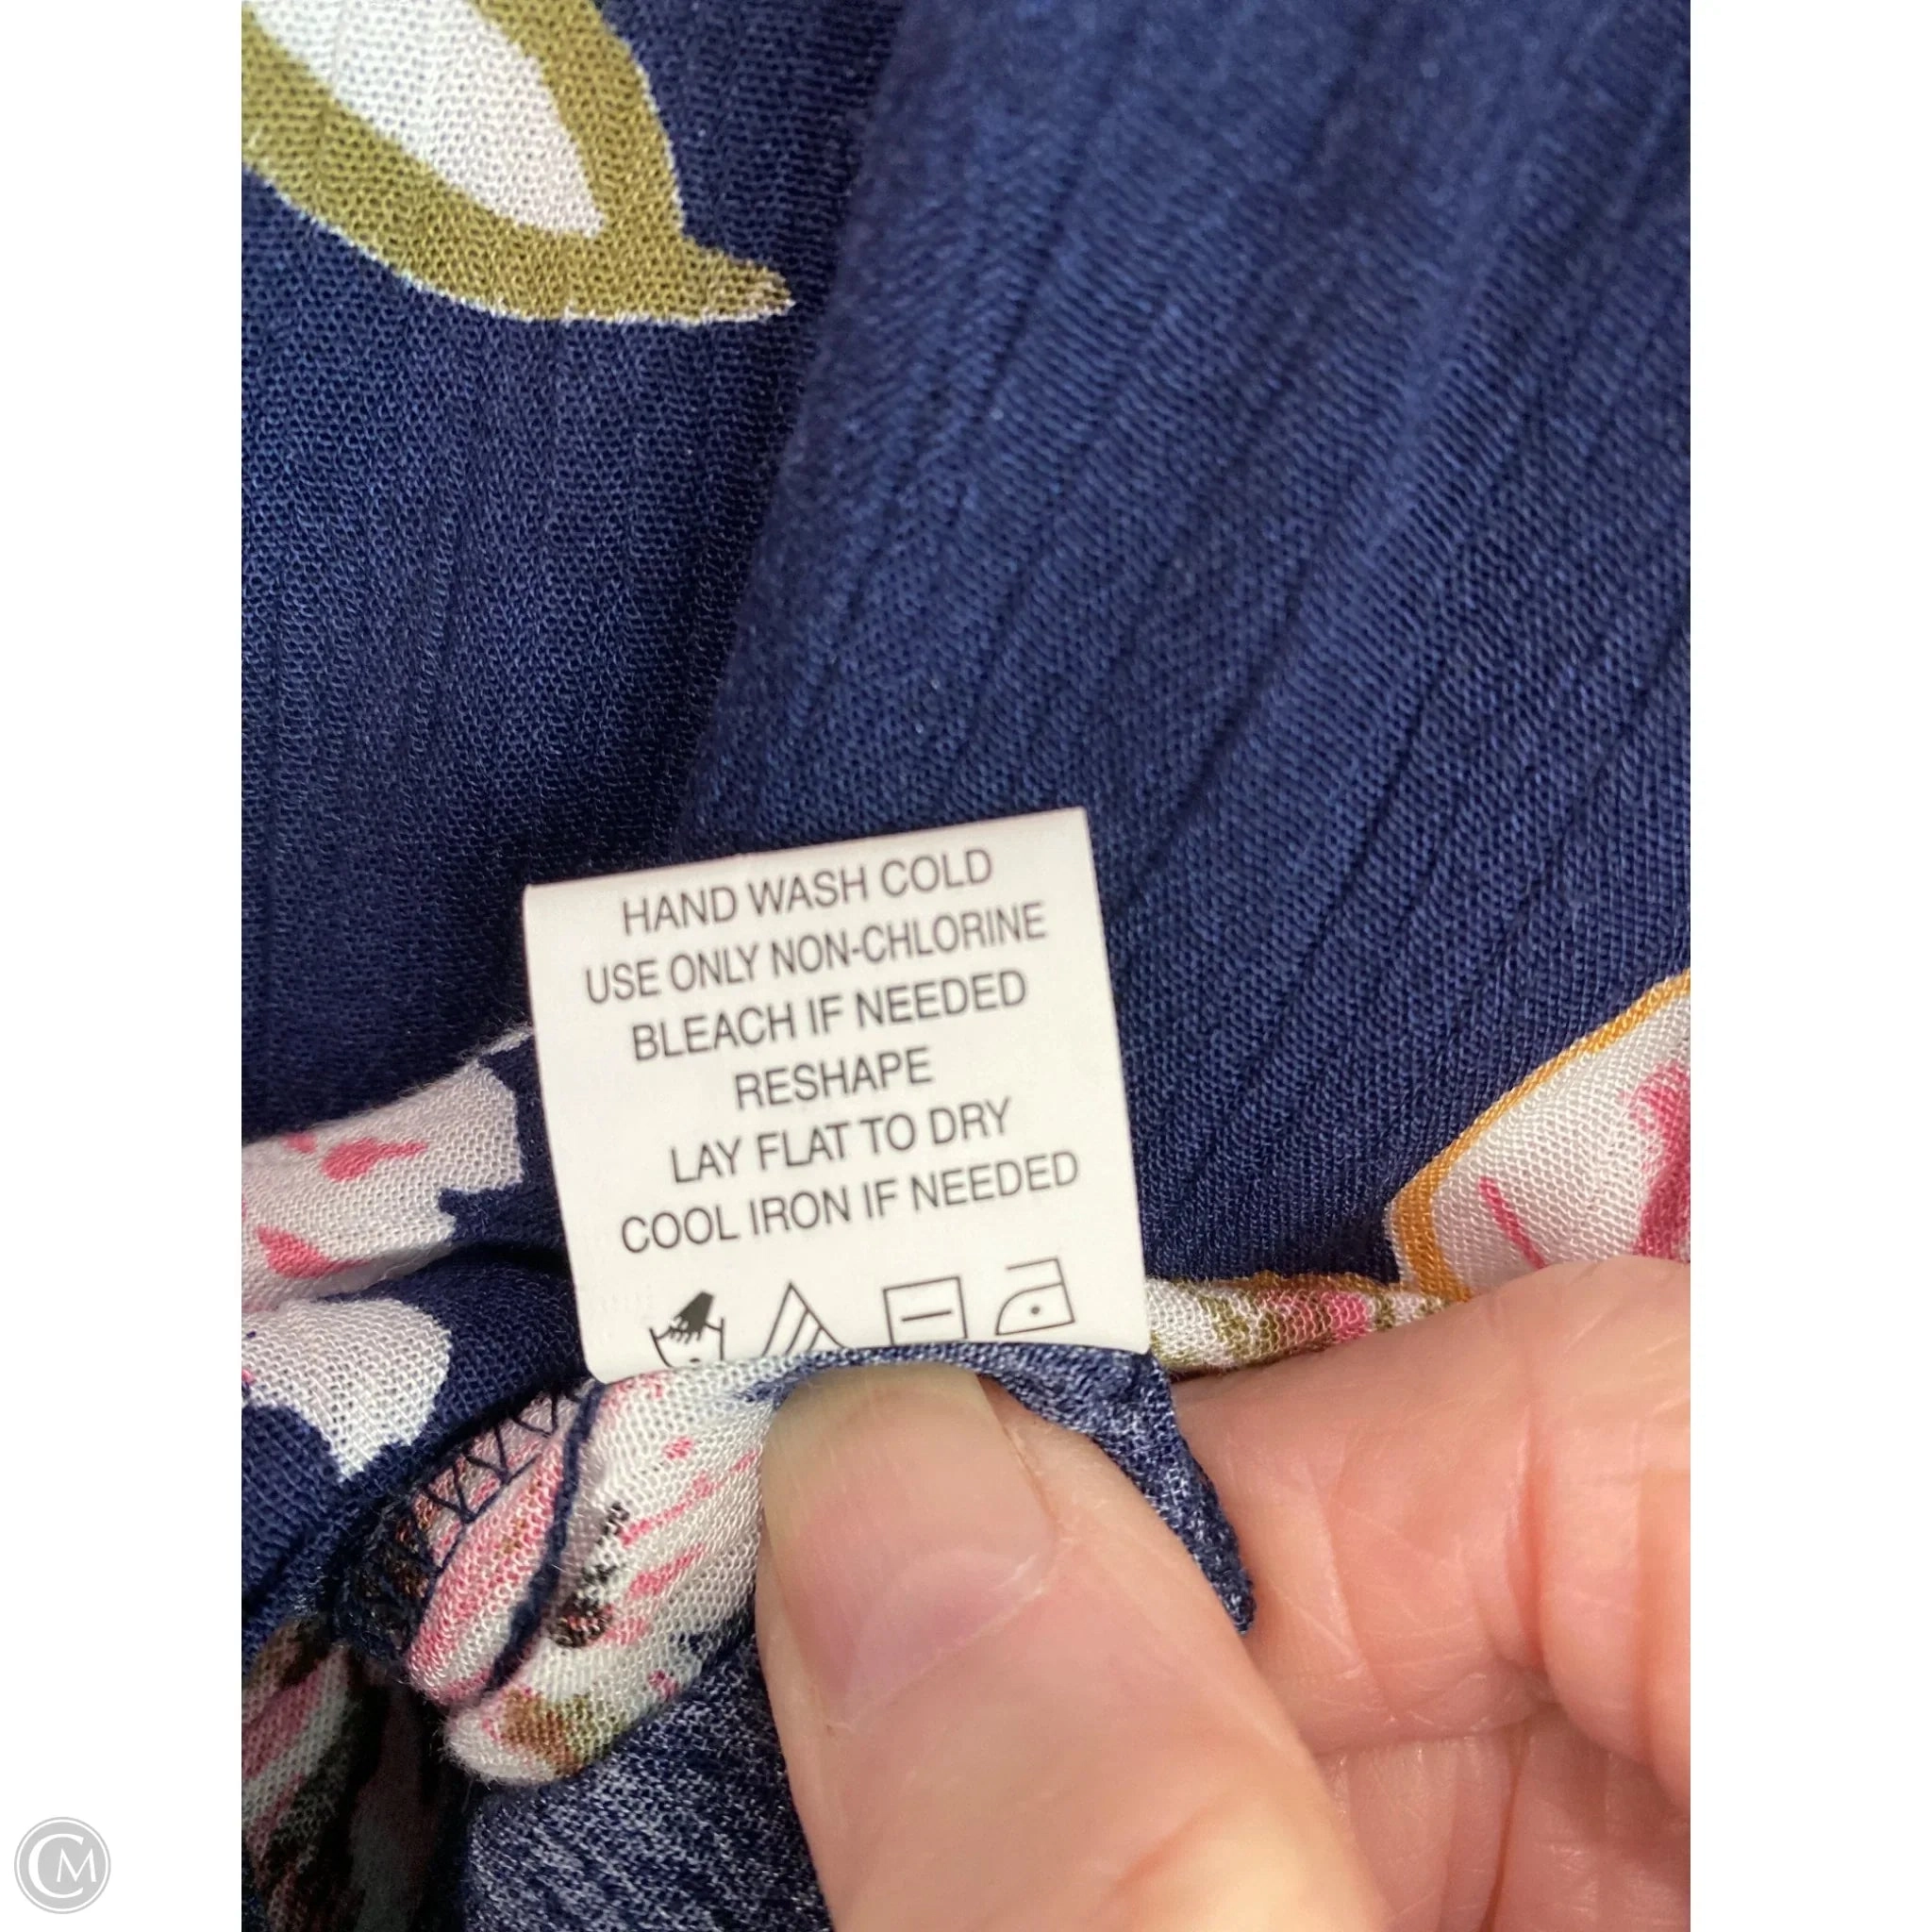 HAND WASH COLD
USE ONLY NON-CHLORINE
BLEACH IF NEEDED
RESHAPE
LAY FLAT TO DRY
COOL IRON IF NEEDED
CM